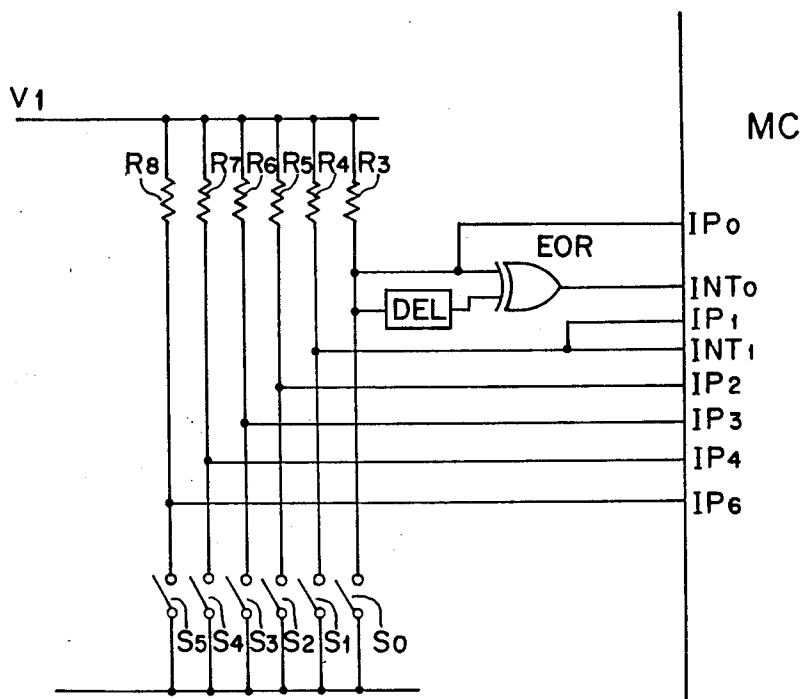 V1
MC
R8 R7 R6 R5 R4 R3
IP0
EOR
INT0
DEL
IP1
INT1
IP2
IP3
IP4
IP6
S5 S4 S3 S2 S1 S0